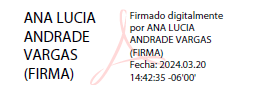 ANA LUCIA
ANDRADE
VARGAS
(FIRMA)
Firmado digitalmente
por ANA LUCIA
ANDRADE VARGAS
(FIRMA)
Fecha: 2024.03.20
14:42:35 -06'00'